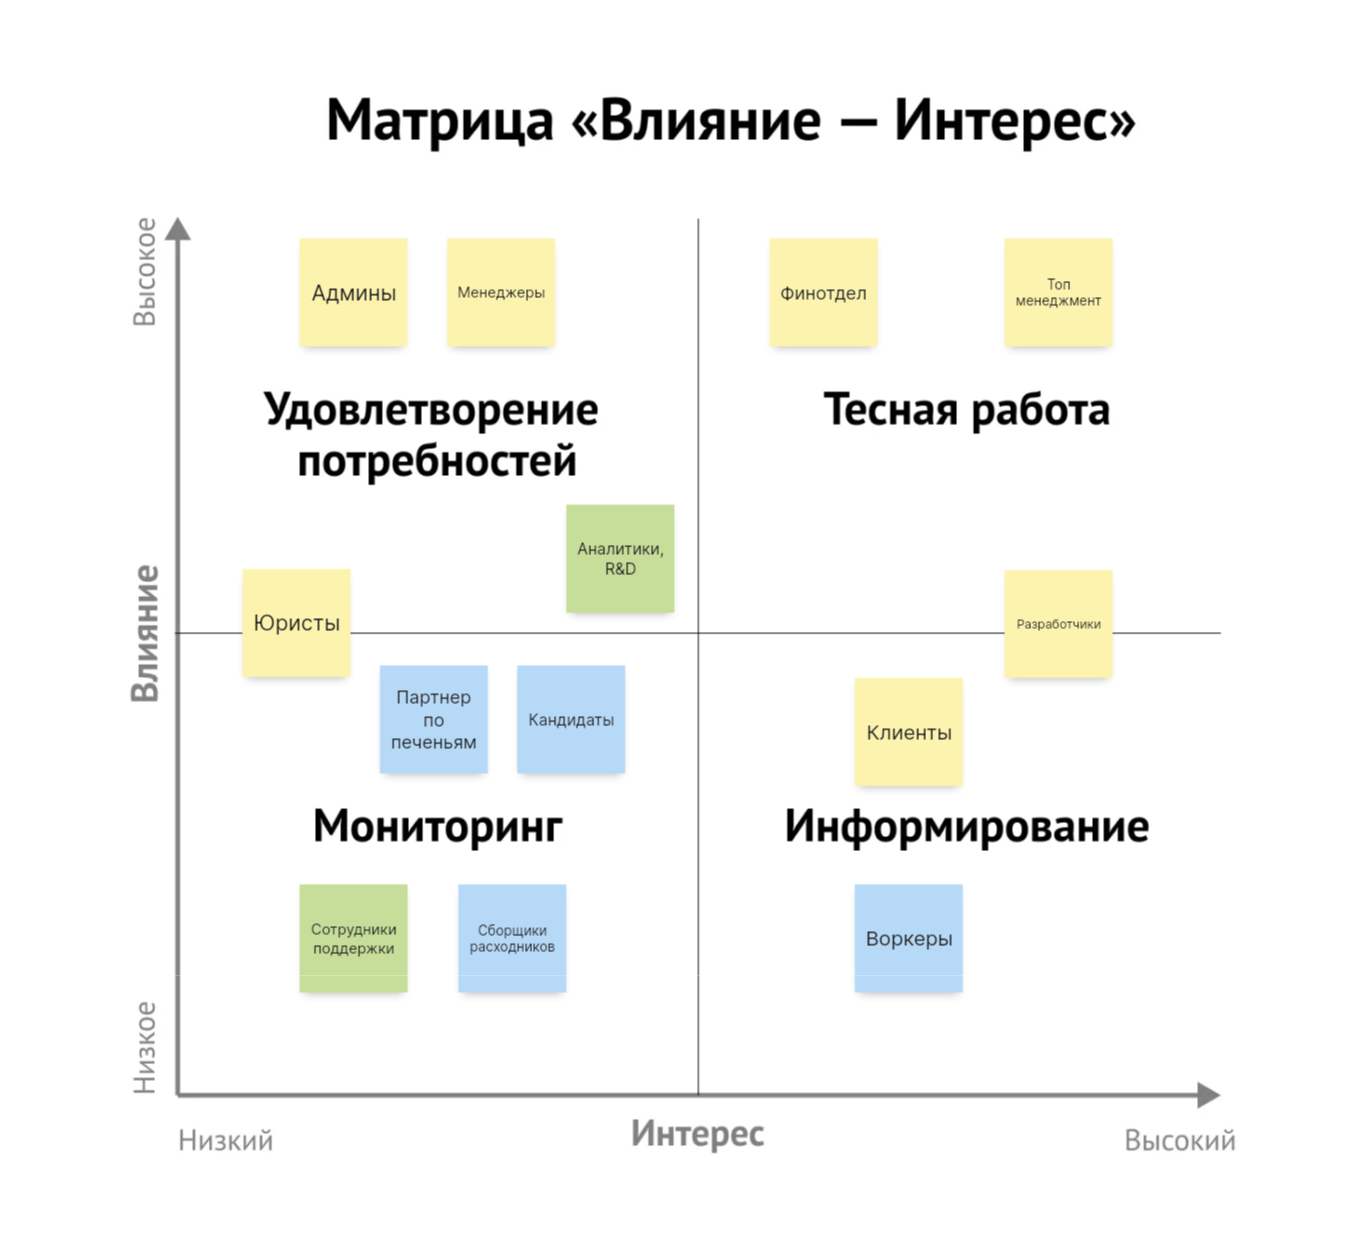 Матрица «Влияние — Интерес»
Высокое
Админы
Менеджеры
Финотдел
Топ
менеджмент
Удовлетворение
потребностей
Тесная работа
Аналитики,
R&D
Влияние
Юристы
Разработчики
Партнер
по
печеньям
Кандидаты
Клиенты
Мониторинг
Информирование
Сотрудники
поддержки
Сборщики
расходников
Воркеры
Низкое
Низкий
Интерес
Высокий